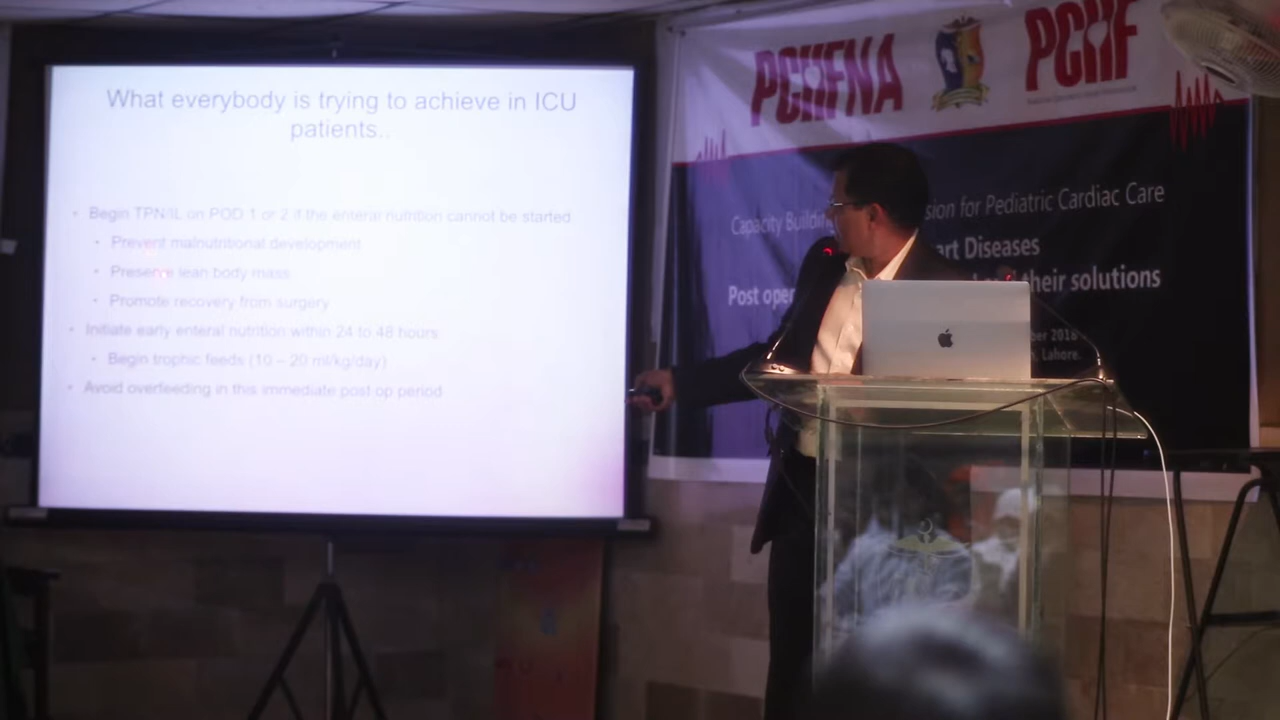 What everybody is trying to achieve in ICU
patients..
• Begin TPN/IL on POD 1 or 2 if the enteral nutrition cannot be started
• Prevent malnutritional development
• Preserve lean body mass
• Promote recovery from surgery
• Initiate early enteral nutrition within 24 to 48 hours
• Begin trophic feeds (10 – 20 ml/kg/day)
• Avoid overfeeding in this immediate post op period
PCHFNA
PCHF
Capacity Buildin sion for Pediatric Cardiac Care
art Diseases
Post oper their solutions
ber 2018
, Lahore.